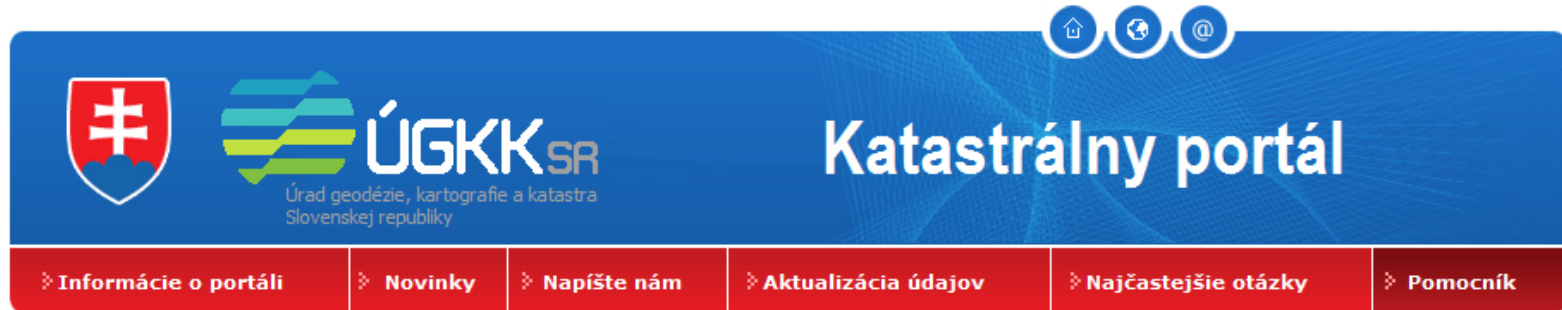 @
ÚGKK SR
Katastrálny portál
Úrad geodézie, kartografie a katastra
Slovenskej republiky
Informácie o portáli
Novinky
Napíšte nám
Aktualizácia údajov
Najčastejšie otázky
Pomocník